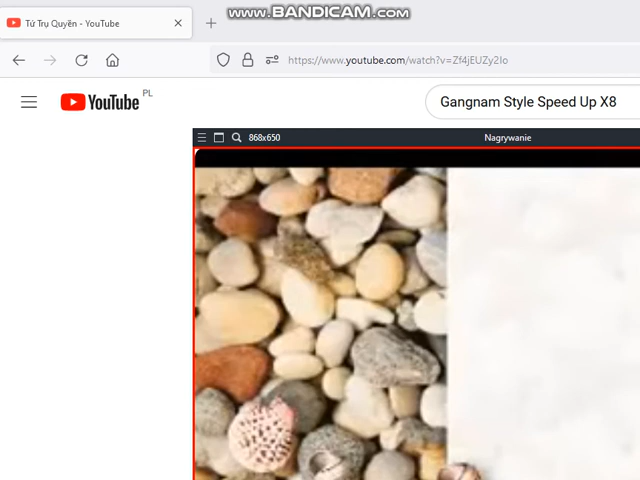 www.BANDICAM.com
Tứ Trụ Quyền - YouTube
https://www.youtube.com/watch?v=Zf4jEUZy2Io
YouTube PL
Gangnam Style Speed Up X8
868x650
Nagrywanie